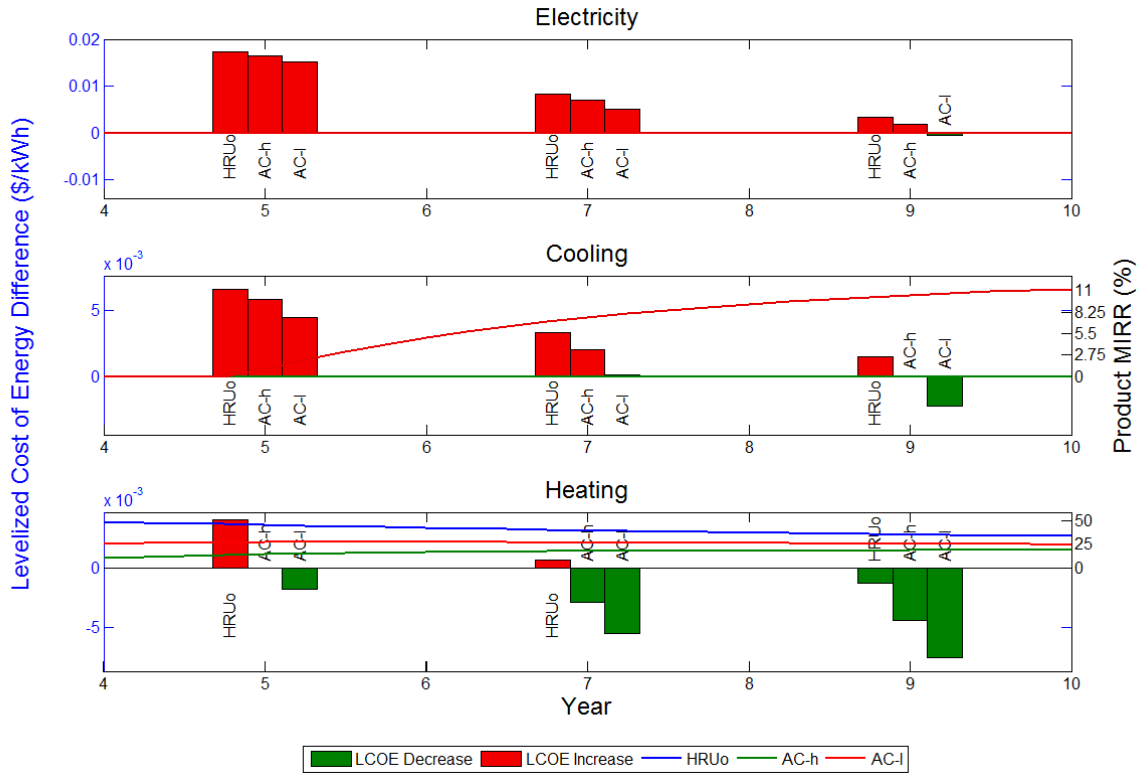 Electricity
Levelized Cost of Energy Difference ($/kWh)
0.02
0.01
0
-0.01
HRUo
AC-h
AC-l
HRUo
AC-h
AC-l
HRUo
AC-h
AC-l
4 5 6 7 8 9 10
Cooling
x 10⁻³
5
0
HRUo
AC-h
AC-l
HRUo
AC-h
AC-l
HRUo
AC-h
AC-l
11
8.25
5.5
2.75
0
Product MIRR (%)
4 5 6 7 8 9 10
Heating
x 10⁻³
0
-5
HRUo
AC-h
AC-l
HRUo
AC-h
AC-l
HRUo
AC-h
AC-l
50
25
0
4 5 6 7 8 9 10
Year
LCOE Decrease LCOE Increase HRUo AC-h AC-l